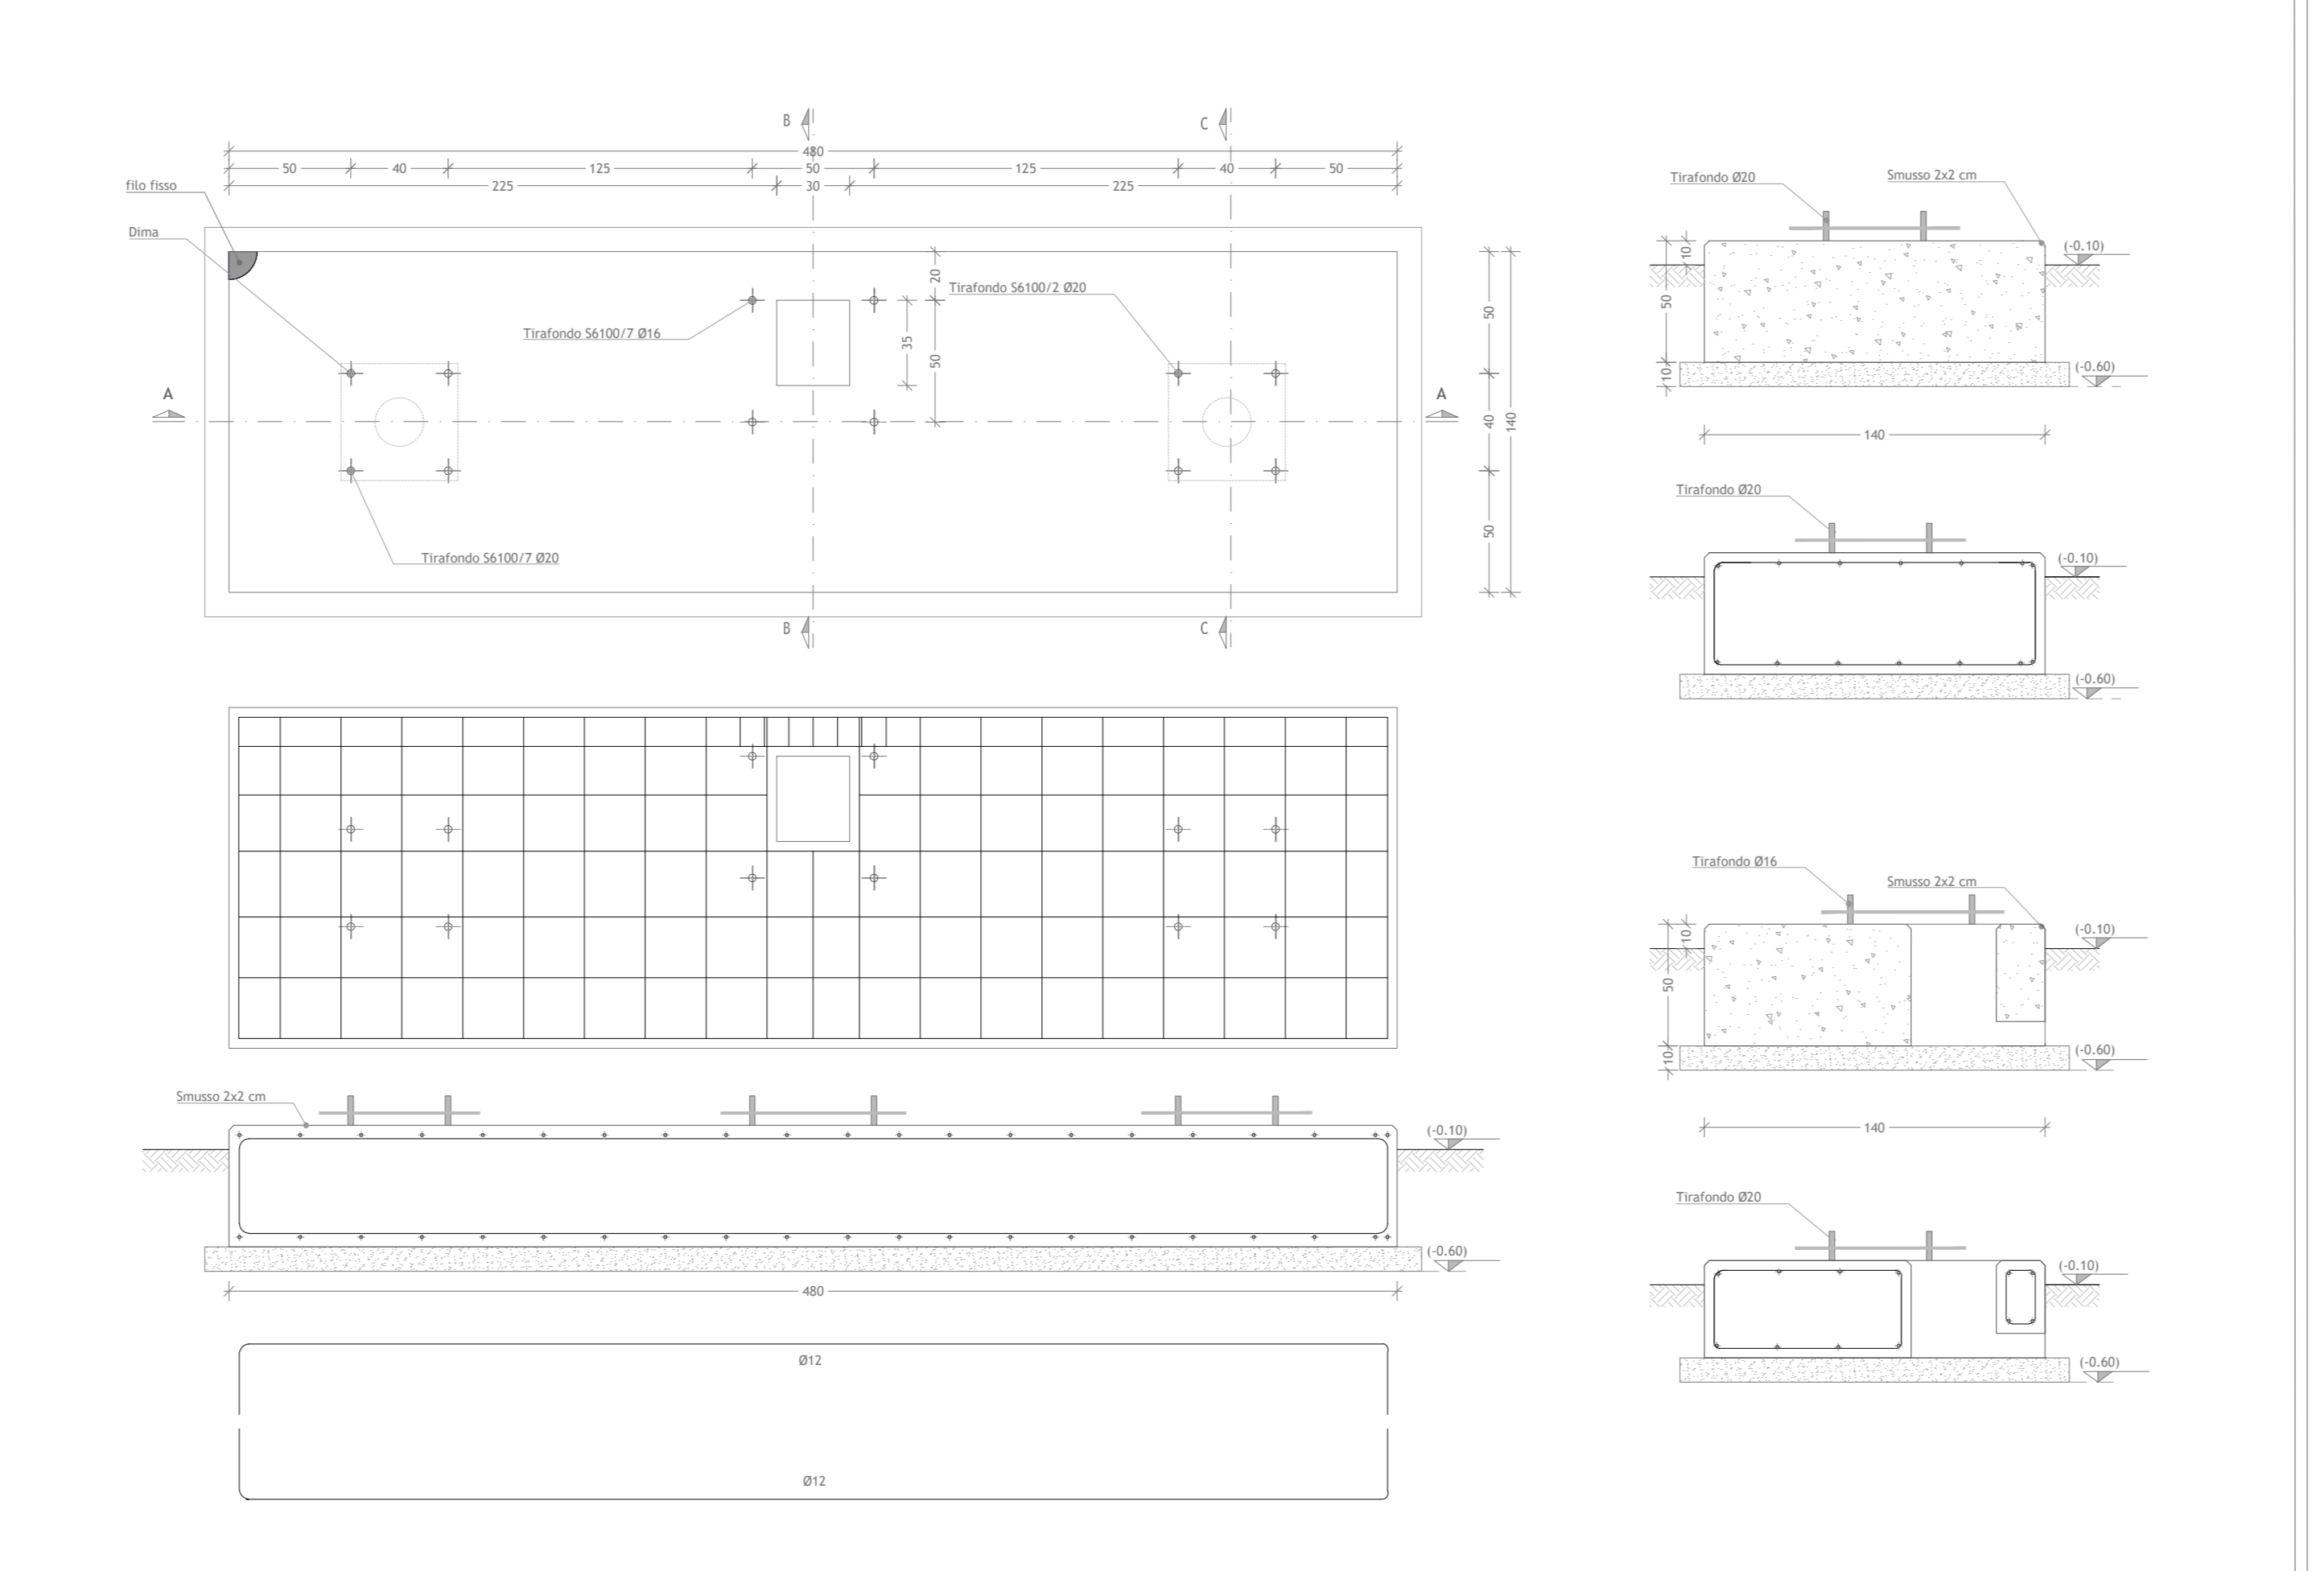 B
C
480
50
40
125
50
125
40
50
225
30
225
filo fisso
Dima
20
Tirafondo S6100/2 Ø20
Tirafondo S6100/7 Ø16
35
50
50
40
140
50
A
A
Tirafondo S6100/7 Ø20
B
C
Tirafondo Ø20
Smusso 2x2 cm
10
(-0.10)
50
(-0.60)
10
140
Tirafondo Ø20
(-0.10)
(-0.60)
Tirafondo Ø16
Smusso 2x2 cm
10
(-0.10)
50
(-0.60)
10
140
Tirafondo Ø20
(-0.10)
(-0.60)
Smusso 2x2 cm
(-0.10)
(-0.60)
480
Ø12
Ø12